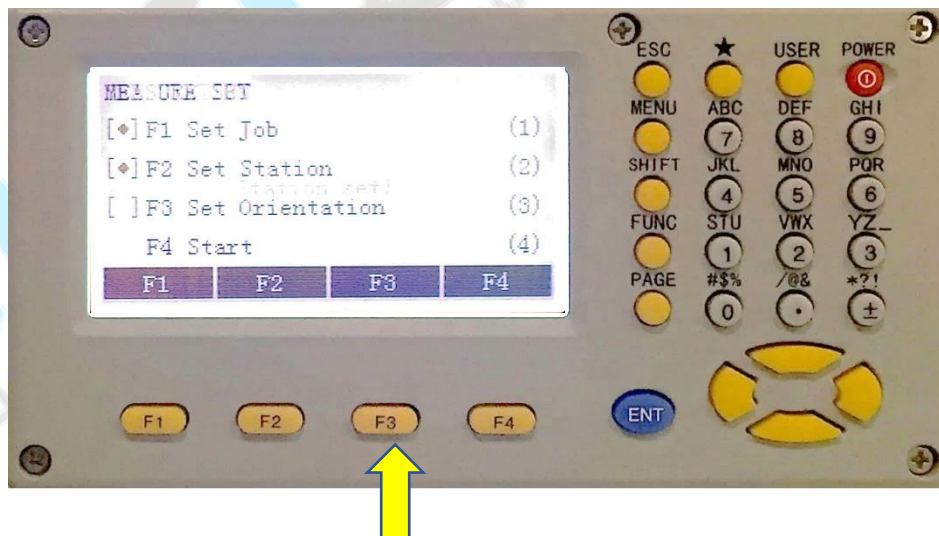 MEASURE SET
[◆] F1 Set Job (1)
[◆] F2 Set Station (2)
Station set!
[ ] F3 Set Orientation (3)
F4 Start (4)
F1 F2 F3 F4
ESC ★ USER POWER
MENU ABC DEF GHI
7 8 9
SHIFT JKL MNO PQR
4 5 6
FUNC STU VWX YZ_
1 2 3
PAGE #$% /@& *?!
0 • ±
F1 F2 F3 F4 ENT